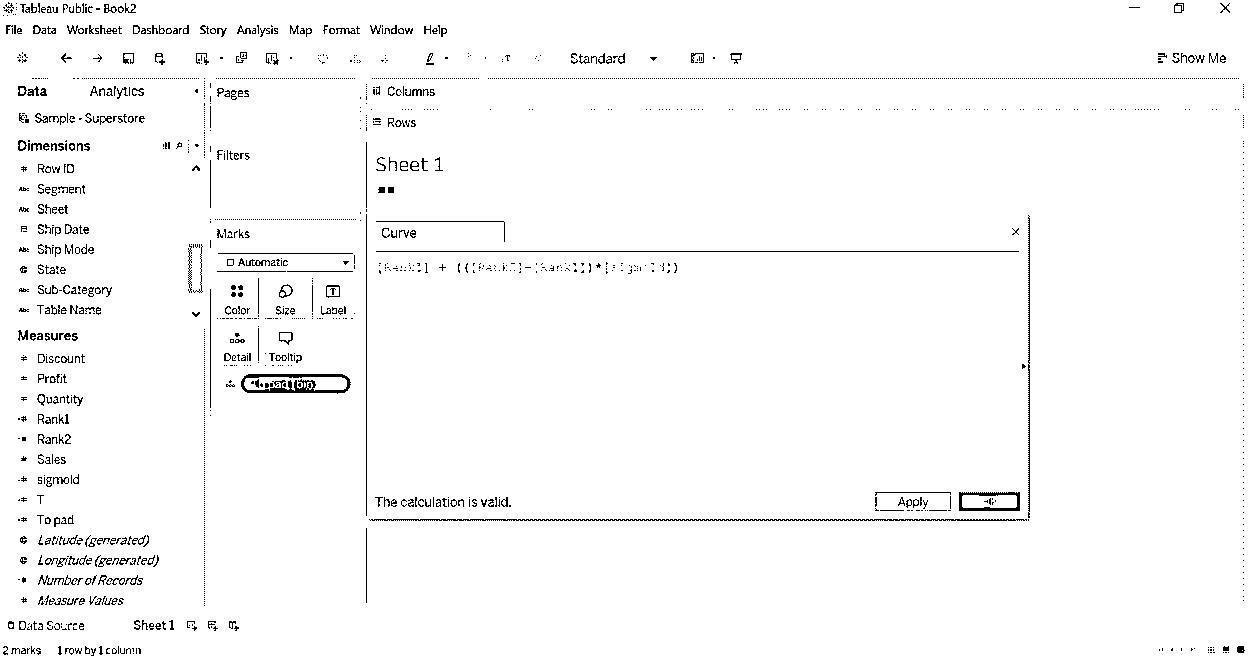 Tableau Public - Book2
File Data Worksheet Dashboard Story Analysis Map Format Window Help
Standard
Show Me
Data Analytics
Pages
Columns
Sample - Superstore
Rows
Dimensions
Filters
Sheet 1
Row ID
Segment
Sheet
Ship Date
Ship Mode
State
Sub-Category
Table Name
Marks
Automatic
Color Size Label
Detail Tooltip
Curve
[Rank1] + (([Rank2]-[Rank1])*[sigmoid])
The calculation is valid.
Apply
Measures
Discount
Profit
Quantity
Rank1
Rank2
Sales
sigmoid
T
To pad
Latitude (generated)
Longitude (generated)
Number of Records
Measure Values
Data Source Sheet 1
2 marks 1 row by 1 column